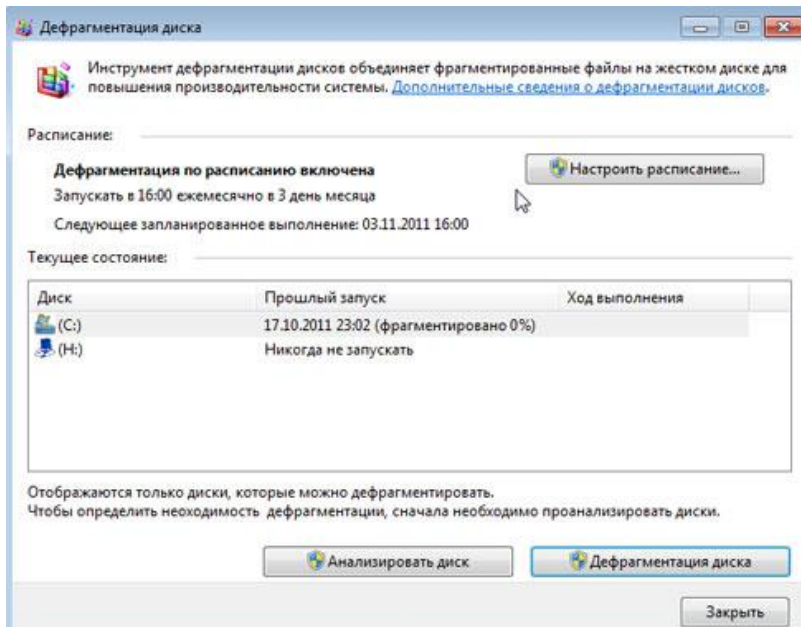 Дефрагментация диска
Инструмент дефрагментации дисков объединяет фрагментированные файлы на жестком диске для
повышения производительности системы. Дополнительные сведения о дефрагментации дисков.
Расписание:
Дефрагментация по расписанию включена
Настроить расписание...
Запускать в 16:00 ежемесячно в 3 день месяца
Следующее запланированное выполнение: 03.11.2011 16:00
Текущее состояние:
Диск Прошлый запуск Ход выполнения
(C:) 17.10.2011 23:02 (фрагментировано 0%)
(H:) Никогда не запускать
Отображаются только диски, которые можно дефрагментировать.
Чтобы определить неоходимость дефрагментации, сначала необходимо проанализировать диски.
Анализировать диск Дефрагментация диска
Закрыть